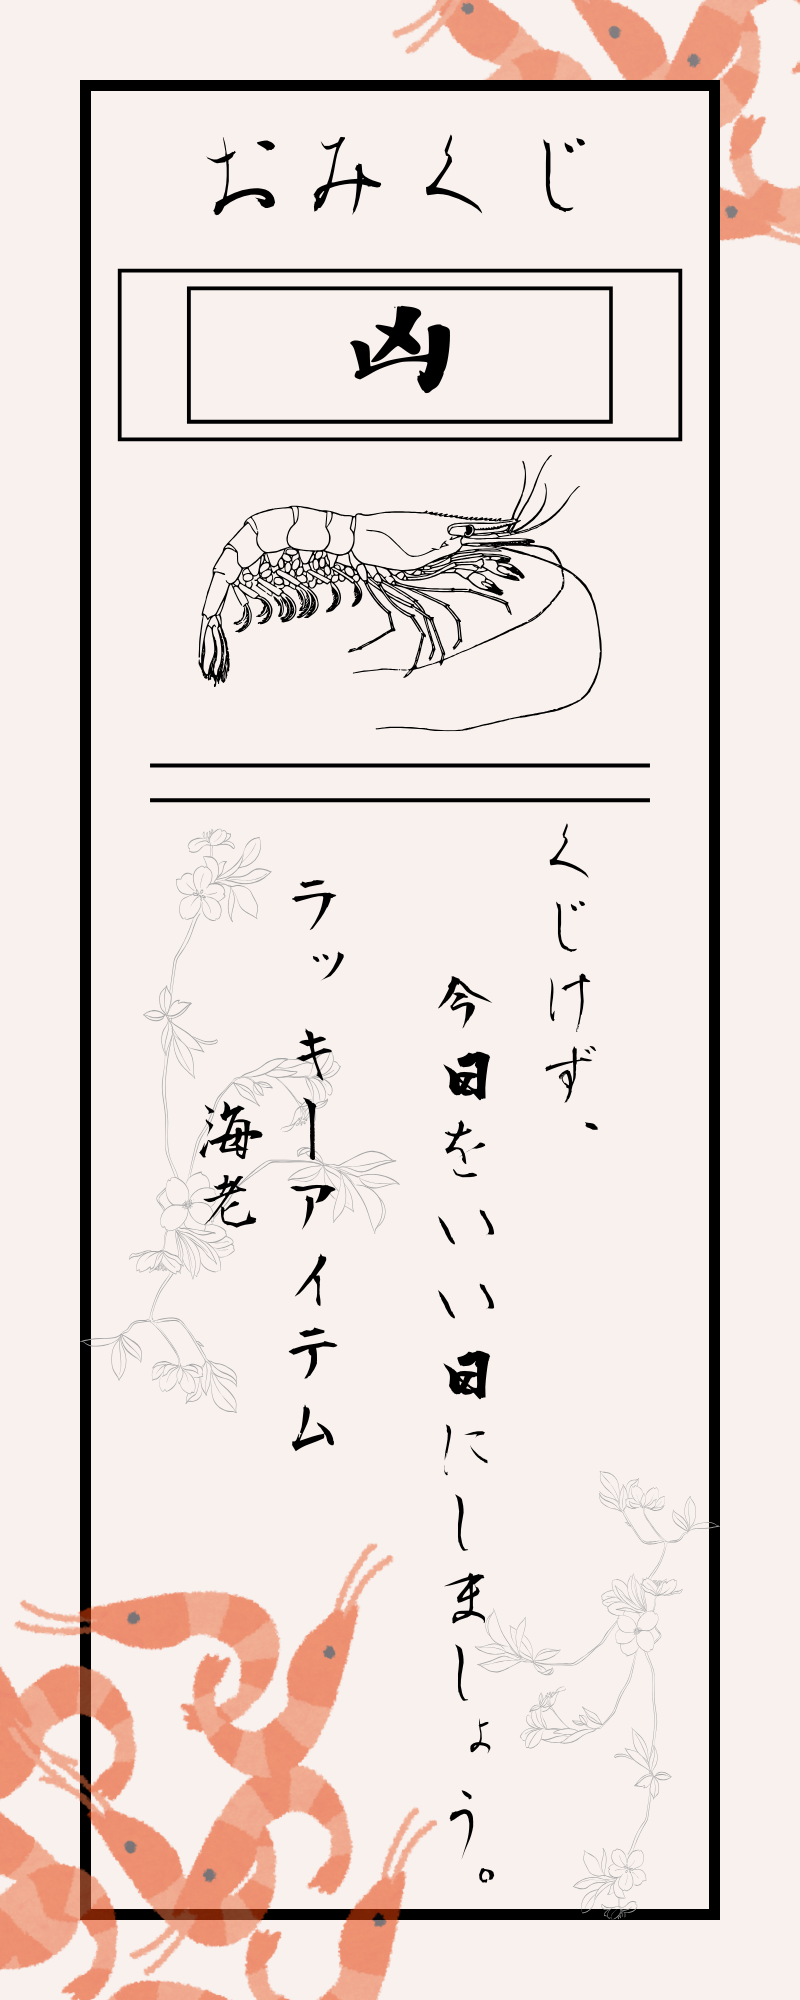 おみくじ
凶
くじけず、
今日をいい日にしましょう。
ラッキーアイテム
海老